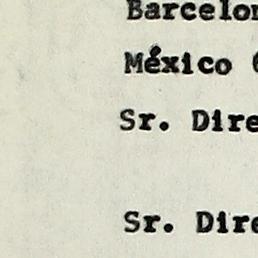 Barcelon
México
Sr. Dire
Sr. Dire